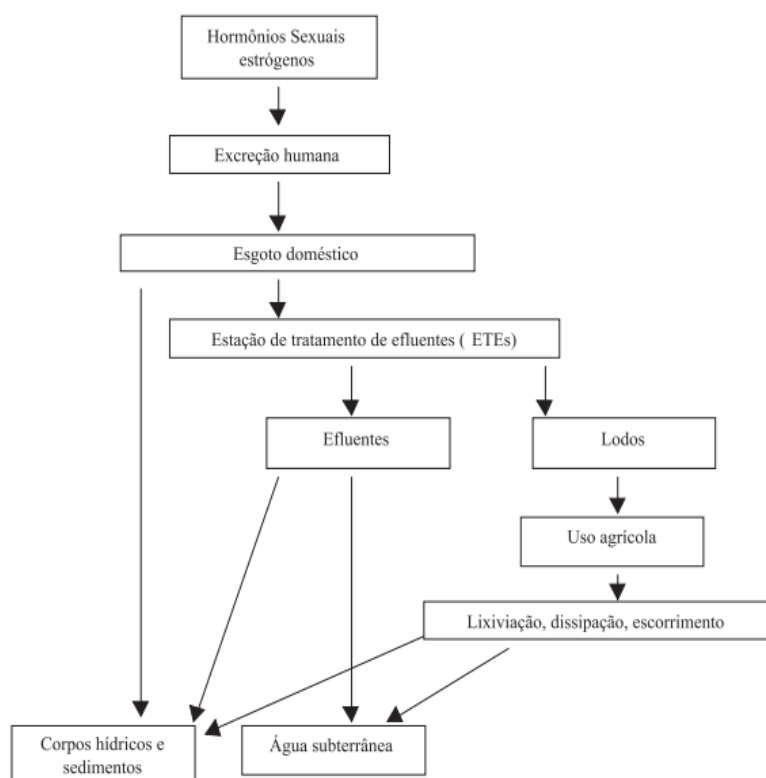 Hormônios Sexuais
estrógenos
Excreção humana
Esgoto doméstico
Estação de tratamento de efluentes ( ETEs)
Efluentes
Lodos
Uso agrícola
Lixiviação, dissipação, escorrimento
Corpos hídricos e
sedimentos
Água subterrânea